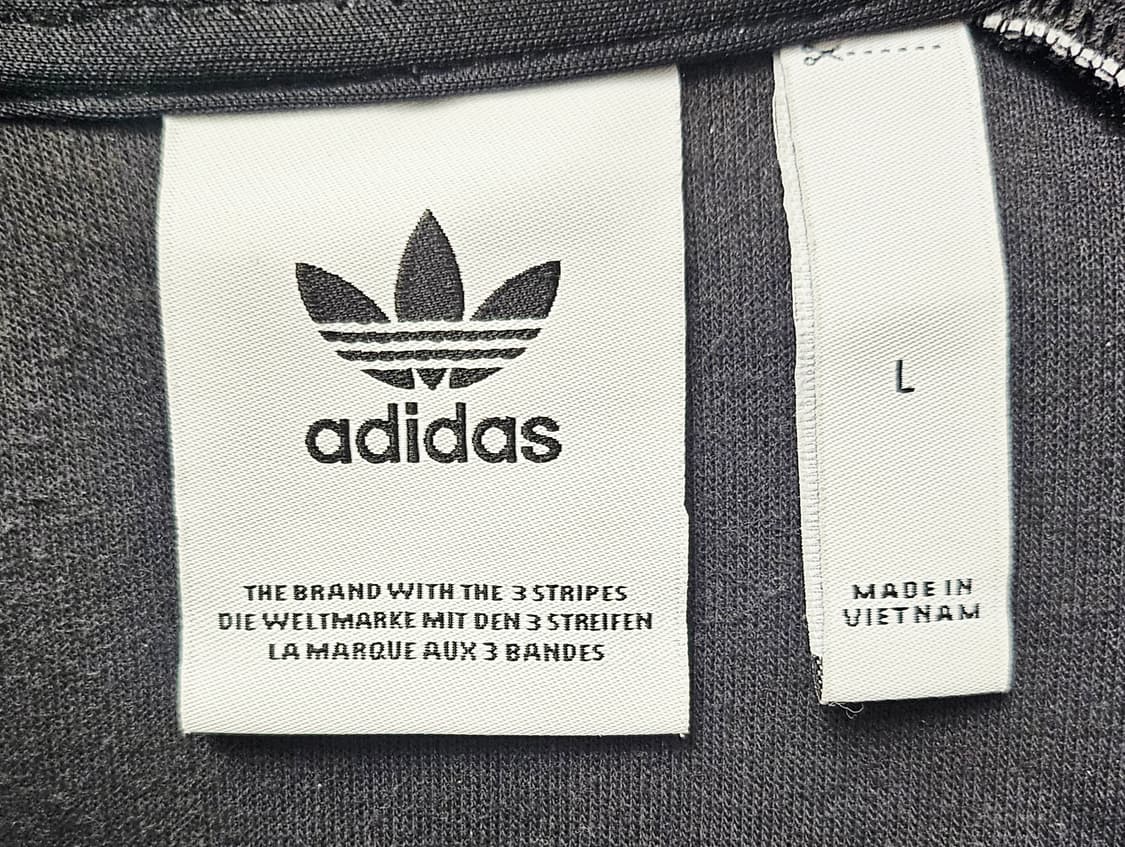 adidas
THE BRAND WITH THE 3 STRIPES
DIE WELTMARKE MIT DEN 3 STREIFEN
LA MARQUE AUX 3 BANDES
L
MADE IN
VIETNAM